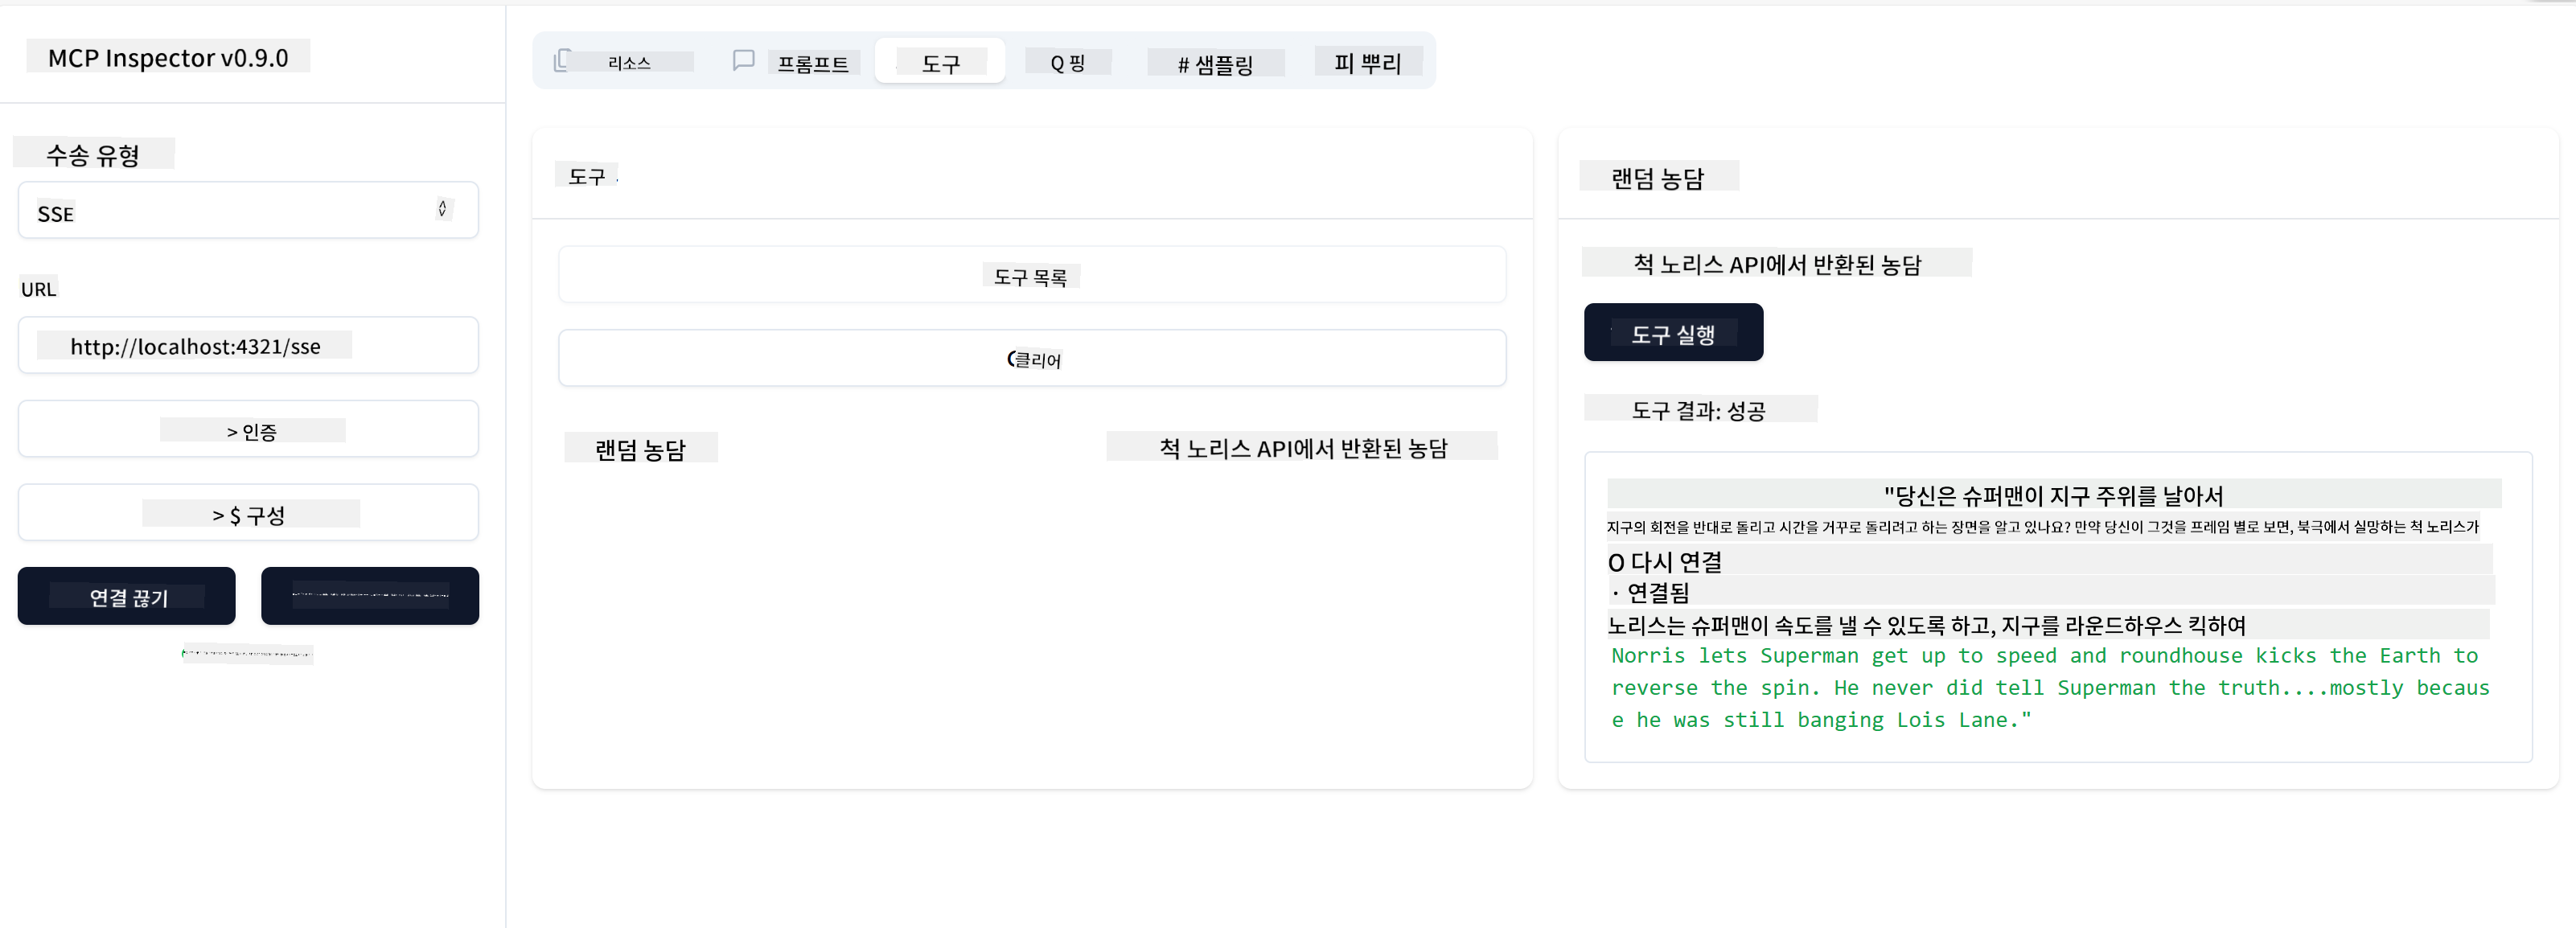 MCP Inspector v0.9.0
수송 유형
SSE
URL
http://localhost:4321/sse
> 인증
> $ 구성
연결 끊기
리소스
프롬프트
도구
Q 핑
# 샘플링
피 뿌리
도구
도구 목록
클리어
랜덤 농담
척 노리스 API에서 반환된 농담
랜덤 농담
척 노리스 API에서 반환된 농담
도구 실행
도구 결과: 성공
"당신은 슈퍼맨이 지구 주위를 날아서
지구의 회전을 반대로 돌리고 시간을 거꾸로 돌리려고 하는 장면을 알고 있나요? 만약 당신이 그것을 프레임 별로 보면, 북극에서 실망하는 척 노리스가
O 다시 연결
· 연결됨
노리스는 슈퍼맨이 속도를 낼 수 있도록 하고, 지구를 라운드하우스 킥하여
Norris lets Superman get up to speed and roundhouse kicks the Earth to
reverse the spin. He never did tell Superman the truth....mostly becaus
e he was still banging Lois Lane."